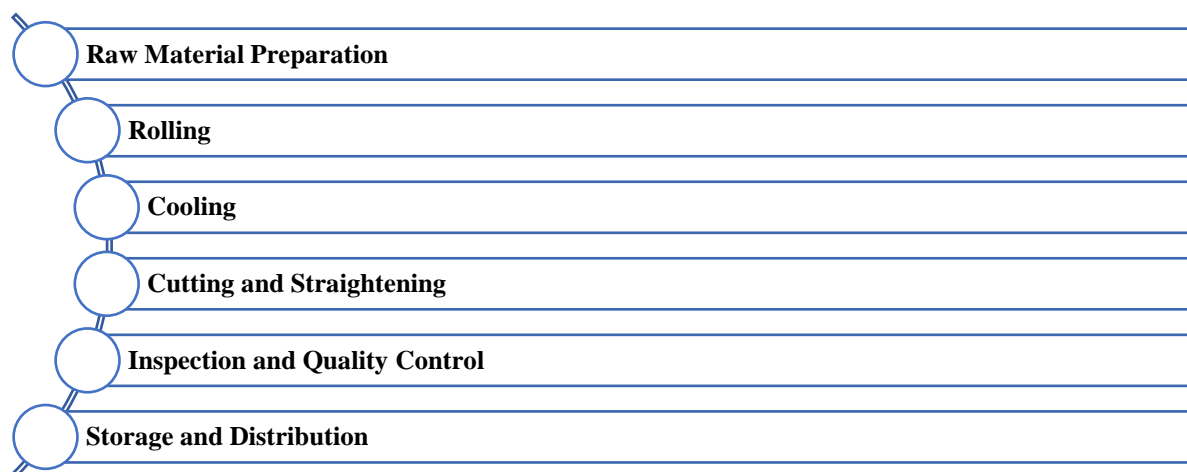 Raw Material Preparation
Rolling
Cooling
Cutting and Straightening
Inspection and Quality Control
Storage and Distribution